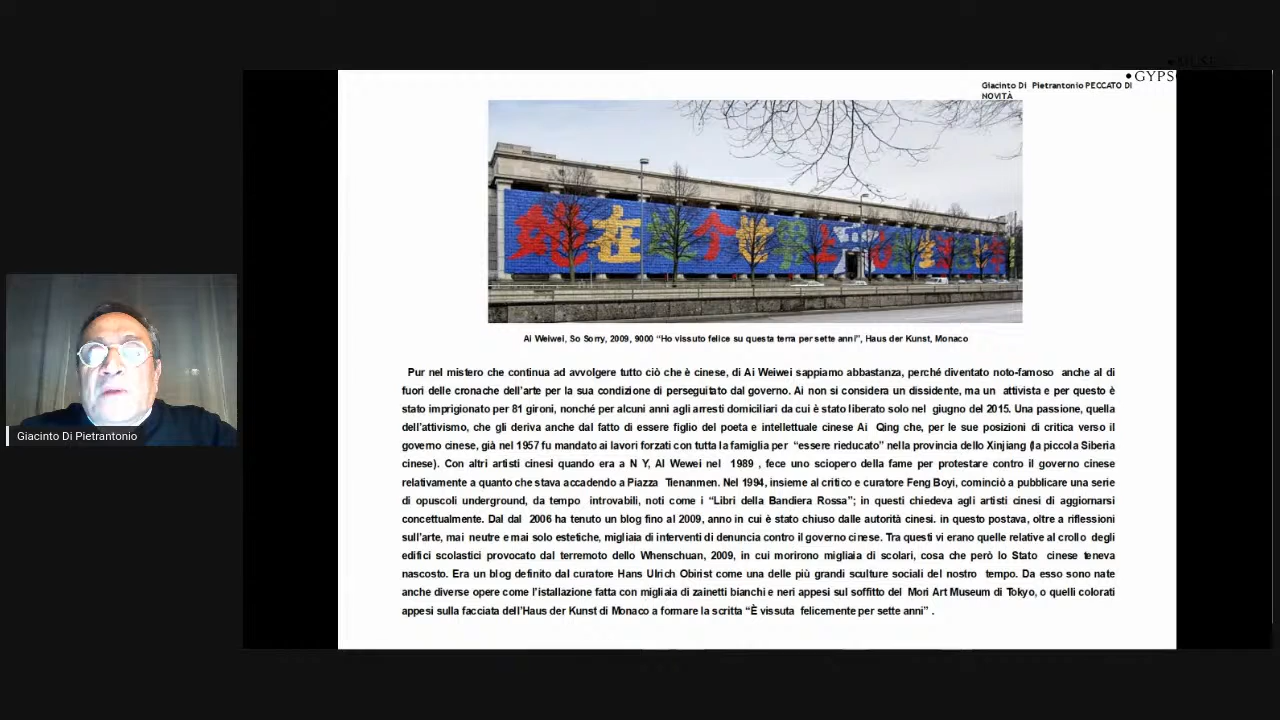 GYPS
Giacinto Di Pietrantonio PECCATO DI
NOVITÀ
Ai Weiwei, So Sorry, 2009, 9000 “Ho vissuto felice su questa terra per sette anni”, Haus der Kunst, Monaco
Pur nel mistero che continua ad avvolgere tutto ciò che è cinese, di Ai Weiwei sappiamo abbastanza, perché diventato noto-famoso anche al di
fuori delle cronache dell’arte per la sua condizione di perseguitato dal governo. Ai non si considera un dissidente, ma un attivista e per questo è
stato imprigionato per 81 gironi, nonché per alcuni anni agli arresti domiciliari da cui è stato liberato solo nel giugno del 2015. Una passione, quella
dell’attivismo, che gli deriva anche dal fatto di essere figlio del poeta e intellettuale cinese Ai Qing che, per le sue posizioni di critica verso il
governo cinese, già nel 1957 fu mandato ai lavori forzati con tutta la famiglia per “essere rieducato” nella provincia dello Xinjiang (la piccola Siberia
cinese). Con altri artisti cinesi quando era a N Y, AI Wewei nel 1989 , fece uno sciopero della fame per protestare contro il governo cinese
relativamente a quanto che stava accadendo a Piazza Tienanmen. Nel 1994, insieme al critico e curatore Feng Boyi, cominciò a pubblicare una serie
di opuscoli underground, da tempo introvabili, noti come i “Libri della Bandiera Rossa”; in questi chiedeva agli artisti cinesi di aggiornarsi
concettualmente. Dal dal 2006 ha tenuto un blog fino al 2009, anno in cui è stato chiuso dalle autorità cinesi. in questo postava, oltre a riflessioni
sull’arte, mai neutre e mai solo estetiche, migliaia di interventi di denuncia contro il governo cinese. Tra questi vi erano quelle relative al crollo degli
edifici scolastici provocato dal terremoto dello Whenschuan, 2009, in cui morirono migliaia di scolari, cosa che però lo Stato cinese teneva
nascosto. Era un blog definito dal curatore Hans Ulrich Obirist come una delle più grandi sculture sociali del nostro tempo. Da esso sono nate
anche diverse opere come l’istallazione fatta con migliaia di zainetti bianchi e neri appesi sul soffitto del Mori Art Museum di Tokyo, o quelli colorati
appesi sulla facciata dell’Haus der Kunst di Monaco a formare la scritta “È vissuta felicemente per sette anni” .
Giacinto Di Pietrantonio